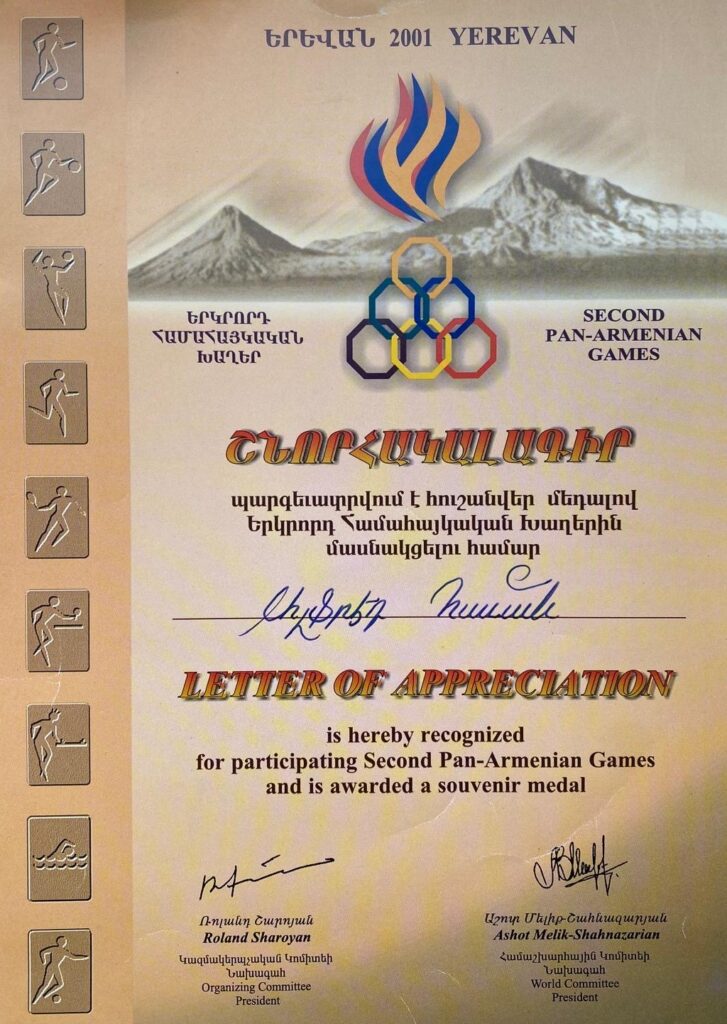 ԵՐԵՎԱՆ 2001 YEREVAN
ԵՐԿՐՈՐԴ
ՀԱՄԱՀԱՅԿԱԿԱՆ
ԽԱՂԵՐ
SECOND
PAN-ARMENIAN
GAMES
ՇՆՈՐՀԱԿԱԼԱԳԻՐ
պարգեւատրվում է հուշանվեր մեդալով
Երկրորդ Համահայկական Խաղերին
մասնակցելու համար
LETTER OF APPRECIATION
is hereby recognized
for participating Second Pan-Armenian Games
and is awarded a souvenir medal
Ռոլանդ Շարոյան
Roland Sharoyan
Կազմակերպչական Կոմիտեի
Նախագահ
Organizing Committee
President
Աշոտ Մելիք-Շահնազարյան
Ashot Melik-Shahnazarian
Համաշխարհային Կոմիտեի
Նախագահ
World Committee
President